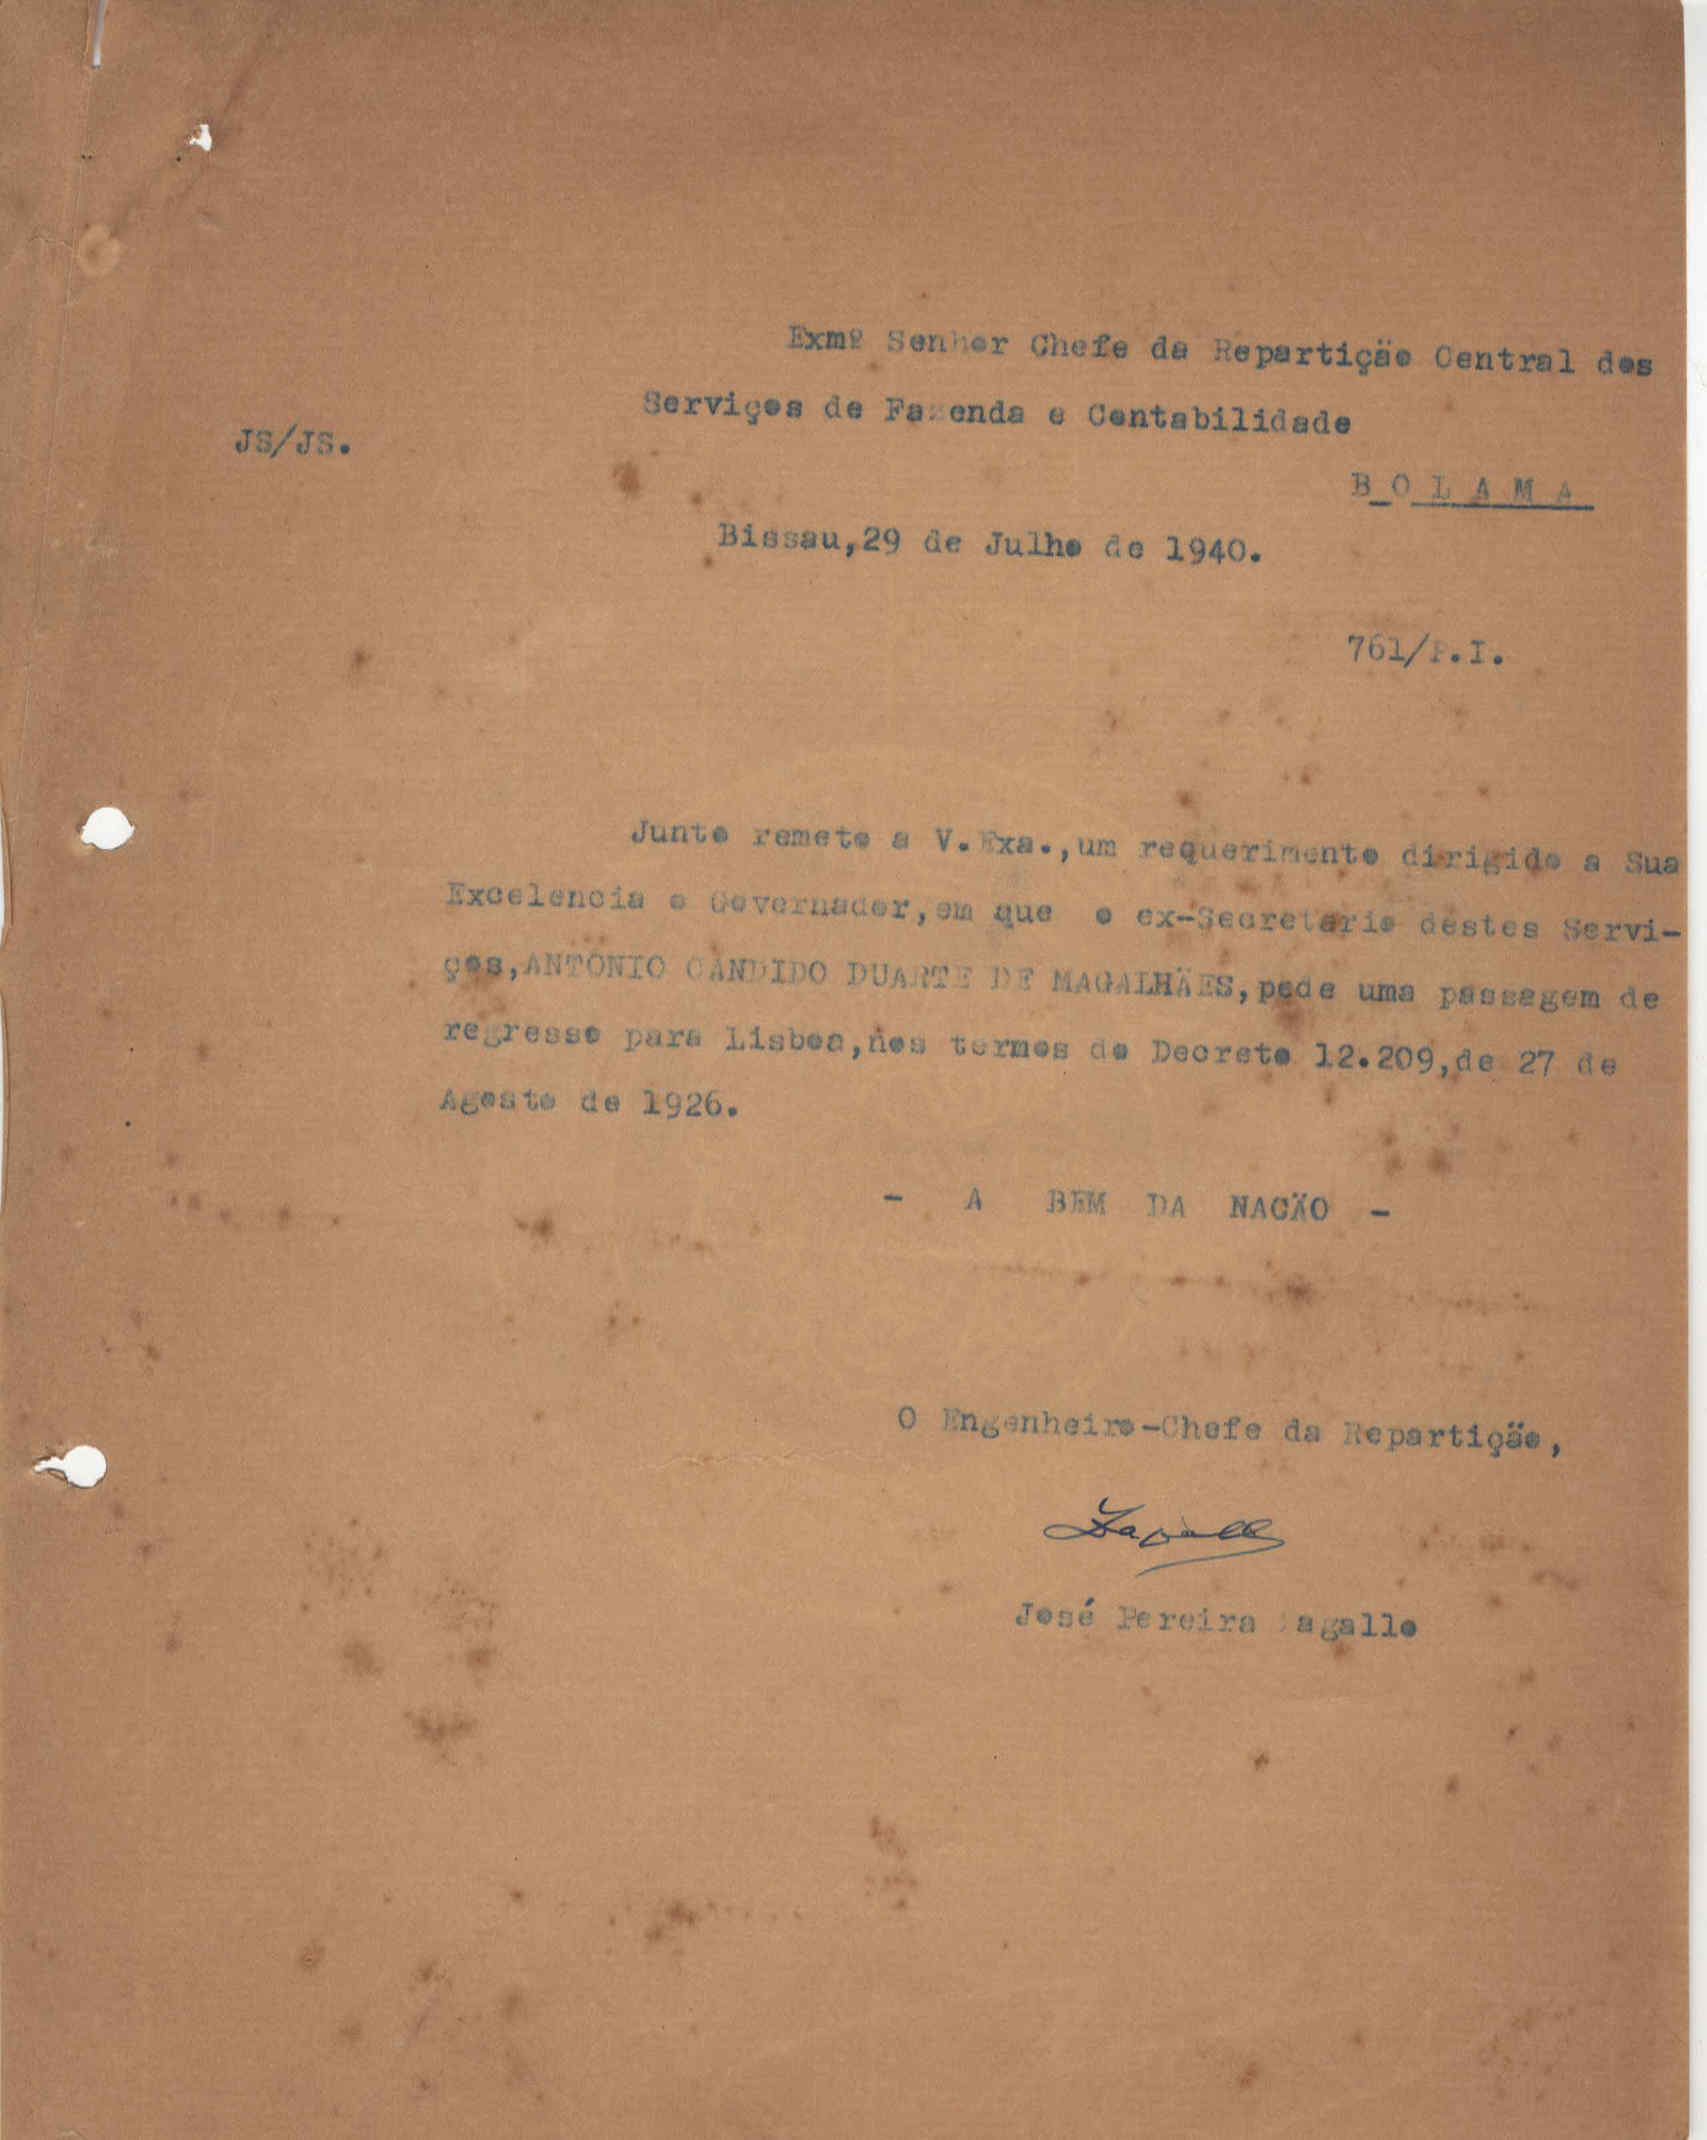 Exmº Senhor Chefe da Repartição Central dos
Serviços de Fazenda e Contabilidade
JS/JS.
B O L A M A
Bissau,29 de Julho de 1940.
761/P.I.
Junto remeto a V.Exa.,um requerimento dirigido a Sua
Excelencia o Governador,em que o ex-Secretario destes Servi-
ços,ANTÓNIO CANDIDO DUARTE DE MAGALHÃES,pede uma passagem de
regresso para Lisboa,nos termos do Decreto 12.209,de 27 de
Agosto de 1926.
- A BEM DA NACÃO -
O Engenheiro-Chefe da Repartição,
José Pereira